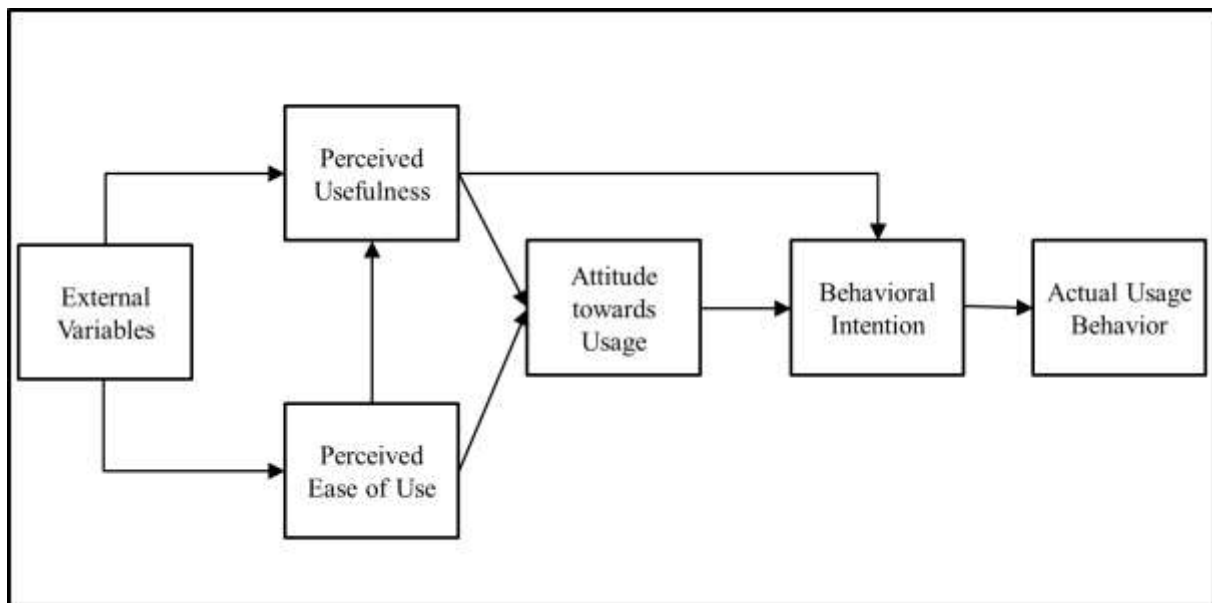 Perceived
Usefulness
External
Variables
Perceived
Ease of Use
Attitude
towards
Usage
Behavioral
Intention
Actual Usage
Behavior